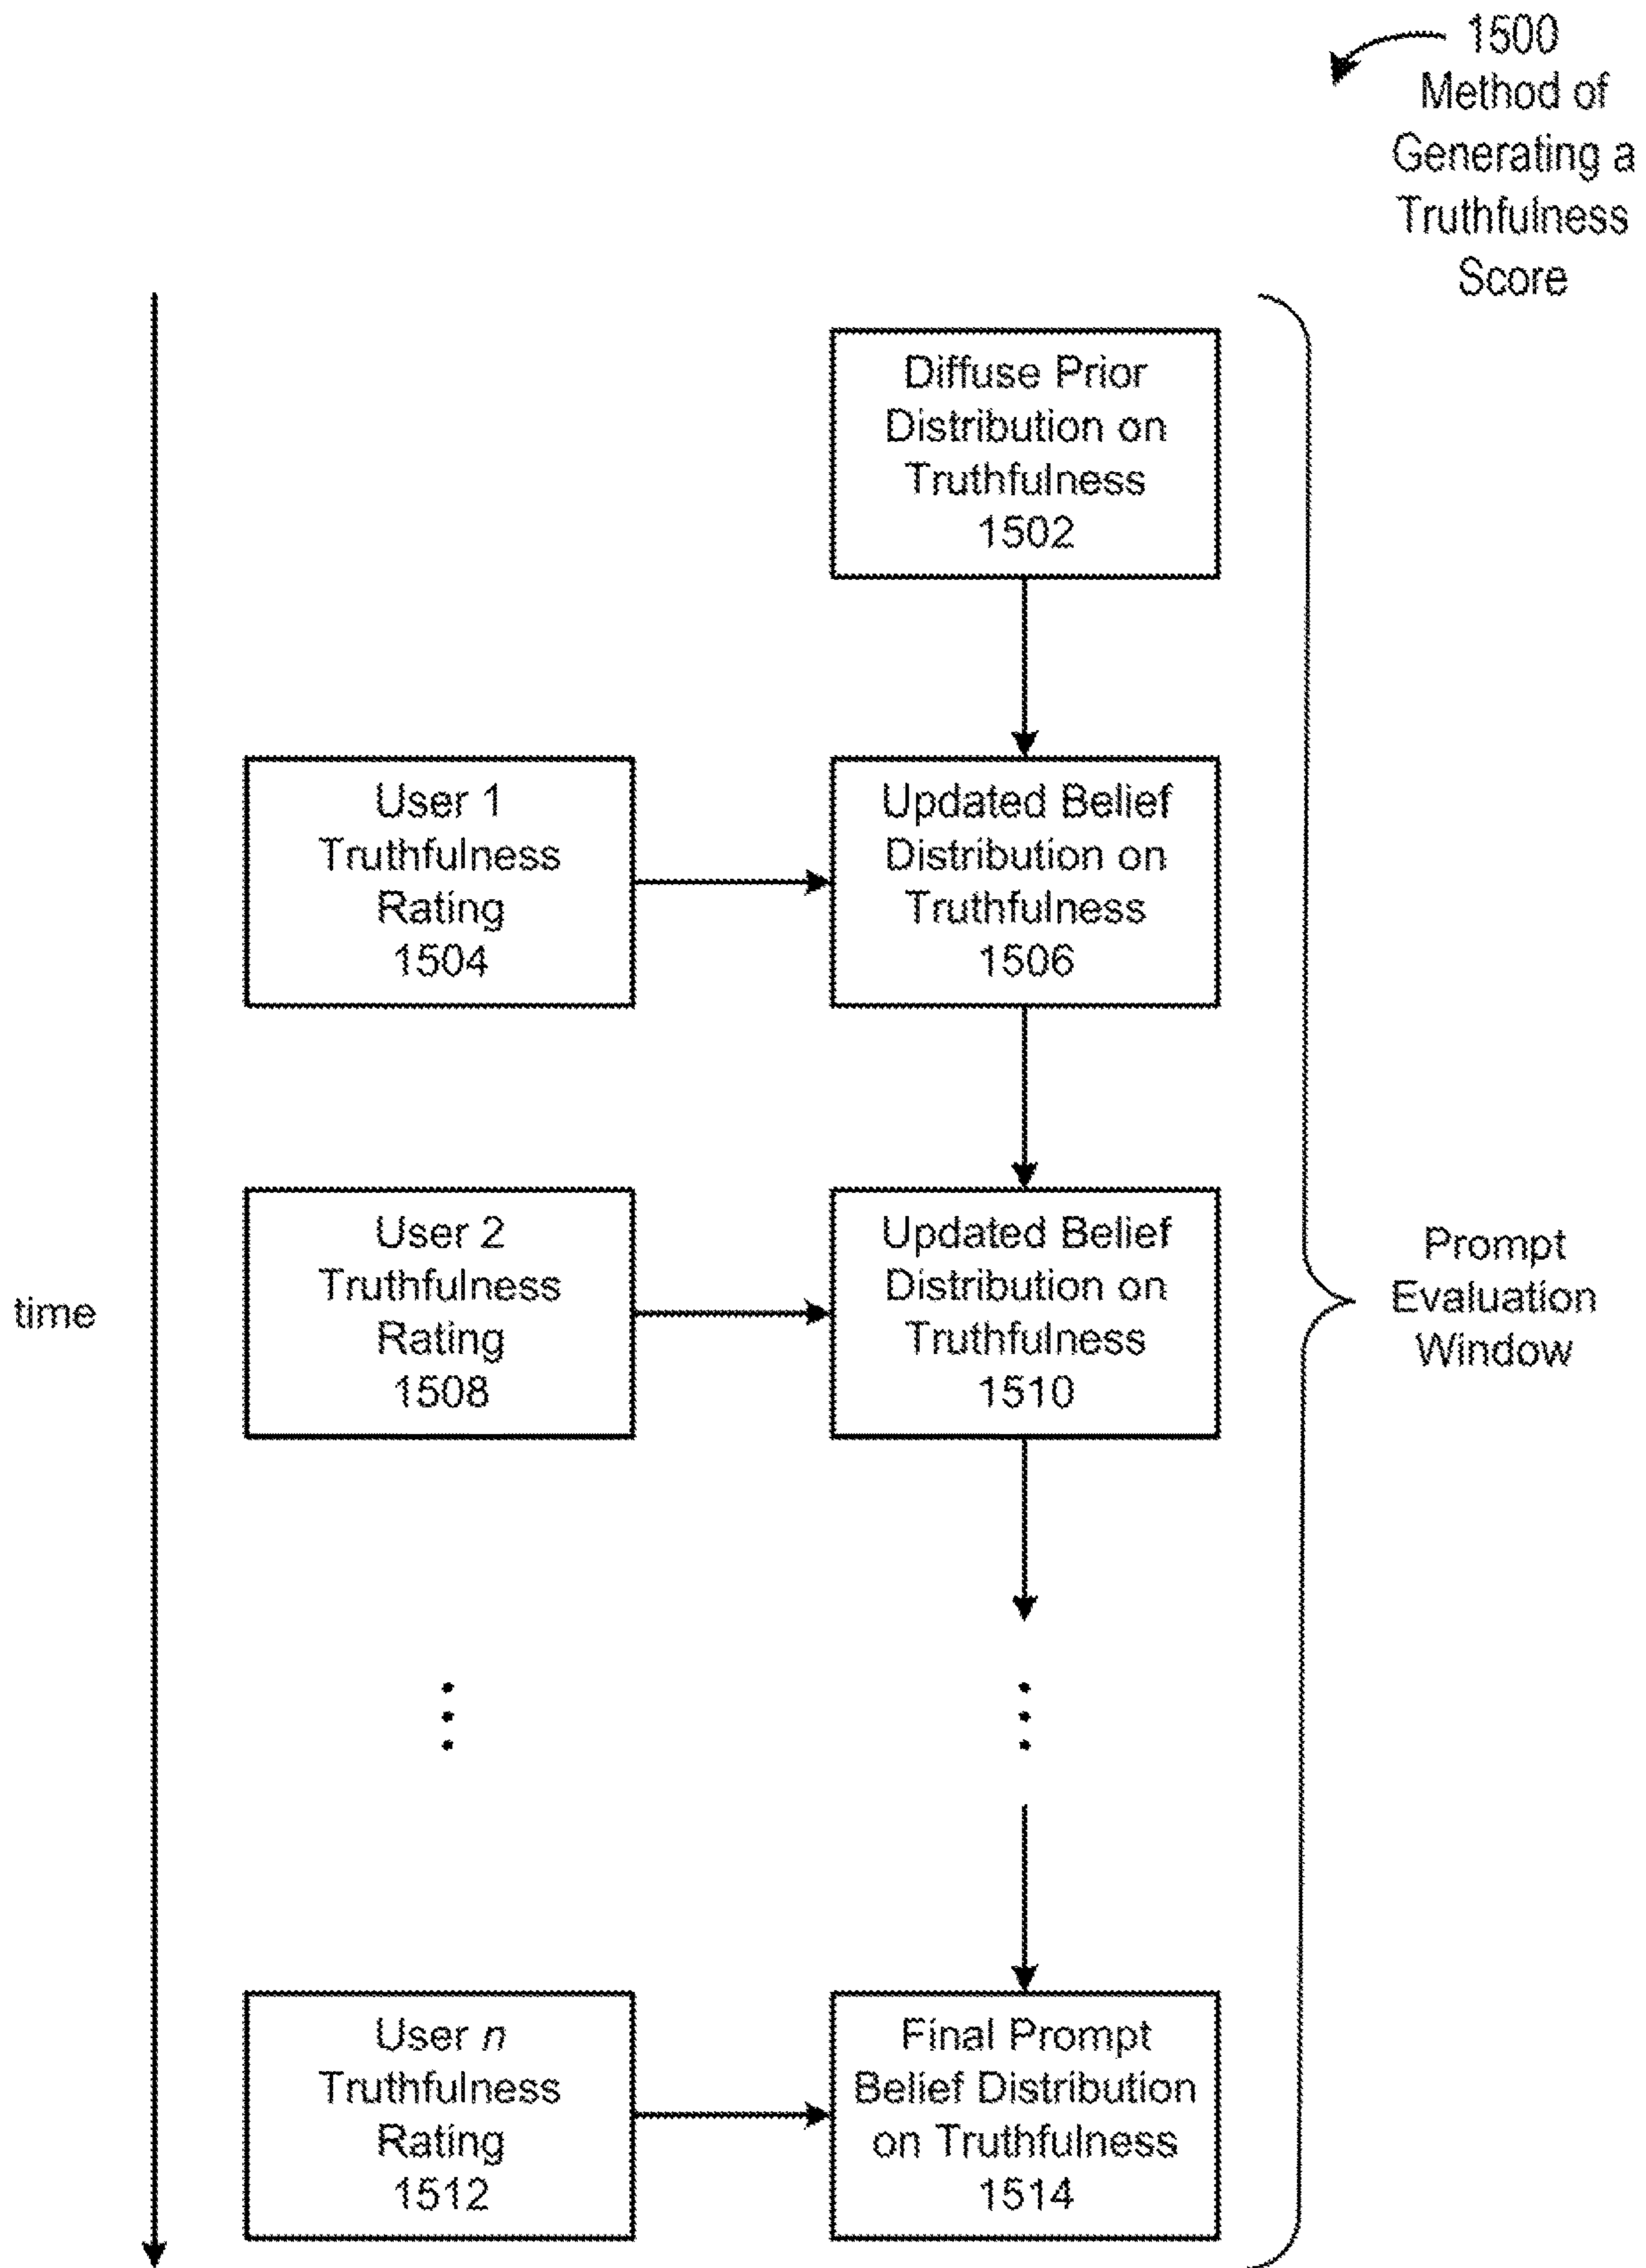 1500
Method of
Generating a
Truthfulness
Score
Diffuse Prior
Distribution on
Truthfulness
1502
User 1
Truthfulness
Rating
1504
Updated Belief
Distribution on
Truthfulness
1506
User 2
Truthfulness
Rating
1508
Updated Belief
Distribution on
Truthfulness
1510
time
Prompt
Evaluation
Window
User n
Truthfulness
Rating
1512
Final Prompt
Belief Distribution
on Truthfulness
1514